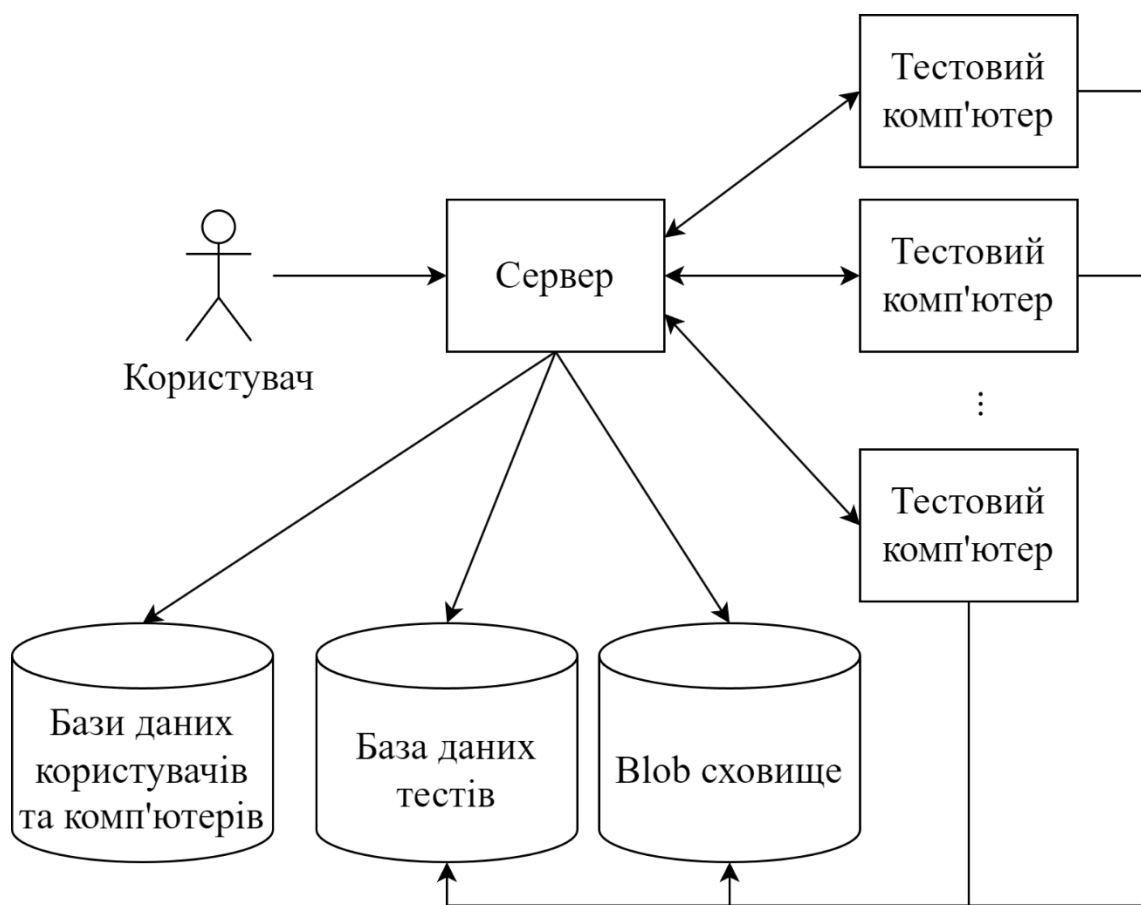 Тестовий
комп'ютер
Сервер
Тестовий
комп'ютер
Користувач
...
Тестовий
комп'ютер
Бази даних
користувачів
та комп'ютерів
База даних
тестів
Blob сховище